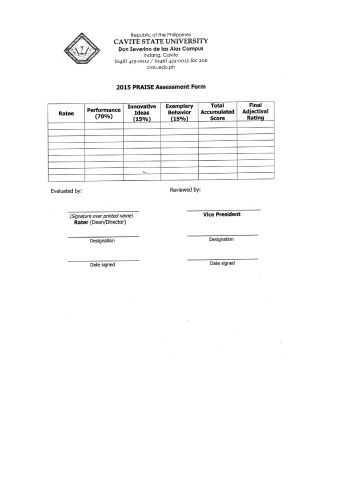 Republic of the Philippines
CAVITE STATE UNIVERSITY
Don Severino de las Alas Campus
Indang, Cavite
(046) 415-0012 / (046) 415-0013 loc 206
cvsu.edu.ph
2015 PRAISE Assessment Form
Ratee
Performance (70%)
Innovative Ideas (15%)
Exemplary Behavior (15%)
Total Accumulated Score
Final Adjectival Rating
Evaluated by:
Reviewed by:
(Signature over printed name)
Rater (Dean/Director)
Vice President
Designation
Designation
Date signed
Date signed